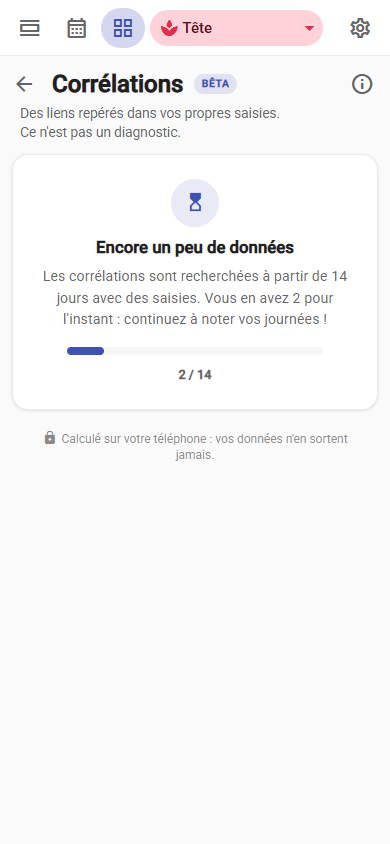 Tête
Corrélations BÊTA
Des liens repérés dans vos propres saisies.
Ce n'est pas un diagnostic.
Encore un peu de données
Les corrélations sont recherchées à partir de 14
jours avec des saisies. Vous en avez 2 pour
l'instant : continuez à noter vos journées !
2 / 14
Calculé sur votre téléphone : vos données n'en sortent
jamais.